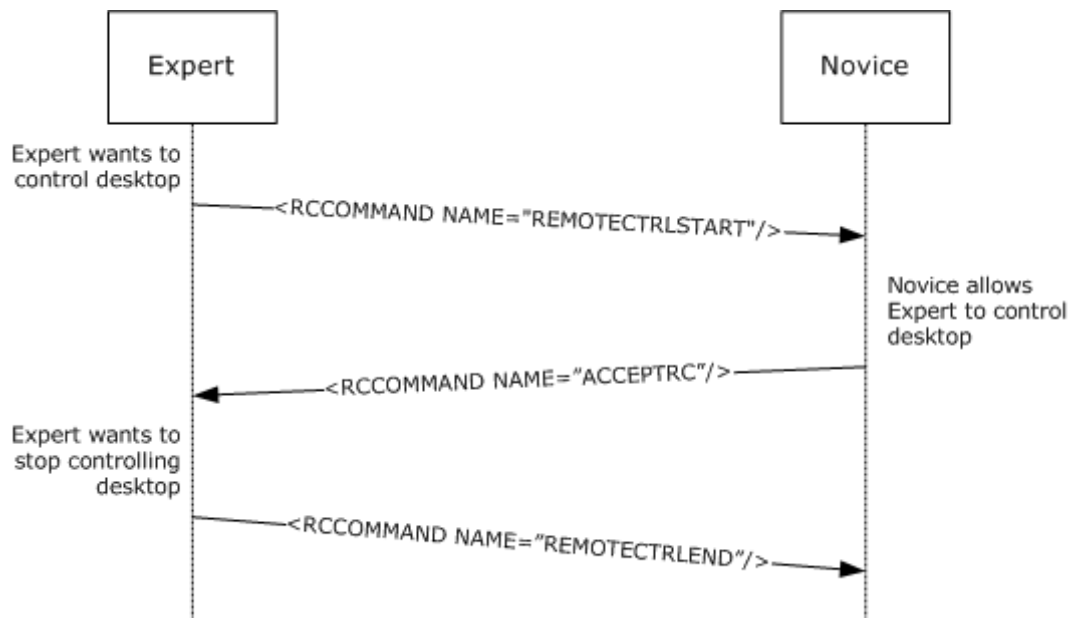 Expert
Novice
Expert wants to
control desktop
<RCCOMMAND NAME="REMOTECTRLSTART"/>
Novice allows
Expert to control
desktop
<RCCOMMAND NAME=”ACCEPTRC”/>
Expert wants to
stop controlling
desktop
<RCCOMMAND NAME=”REMOTECTRLEND”/>